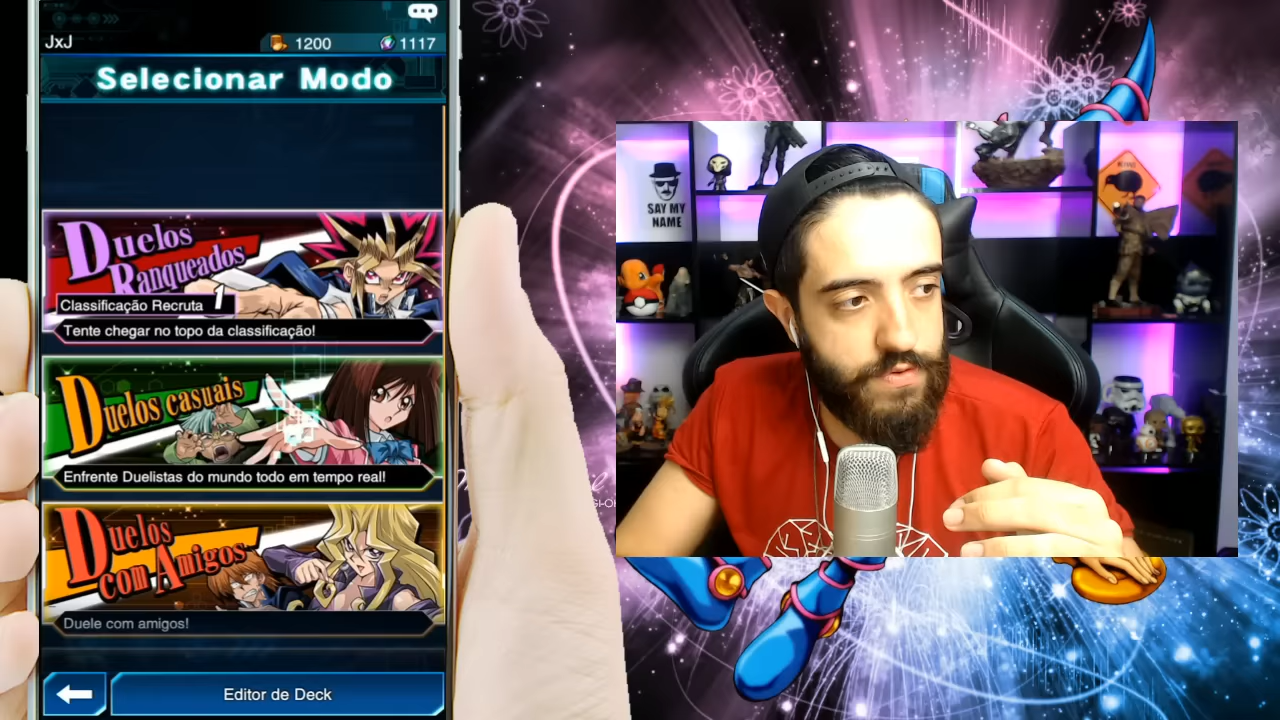 JxJ
1200
1117
Selecionar Modo
Duelos
Ranqueados
Classificação Recruta 1
Tente chegar no topo da classificação!
Duelos casuais
Enfrente Duelistas do mundo todo em tempo real!
Duelos
com Amigos
Duele com amigos!
Editor de Deck
SAY MY
NAME